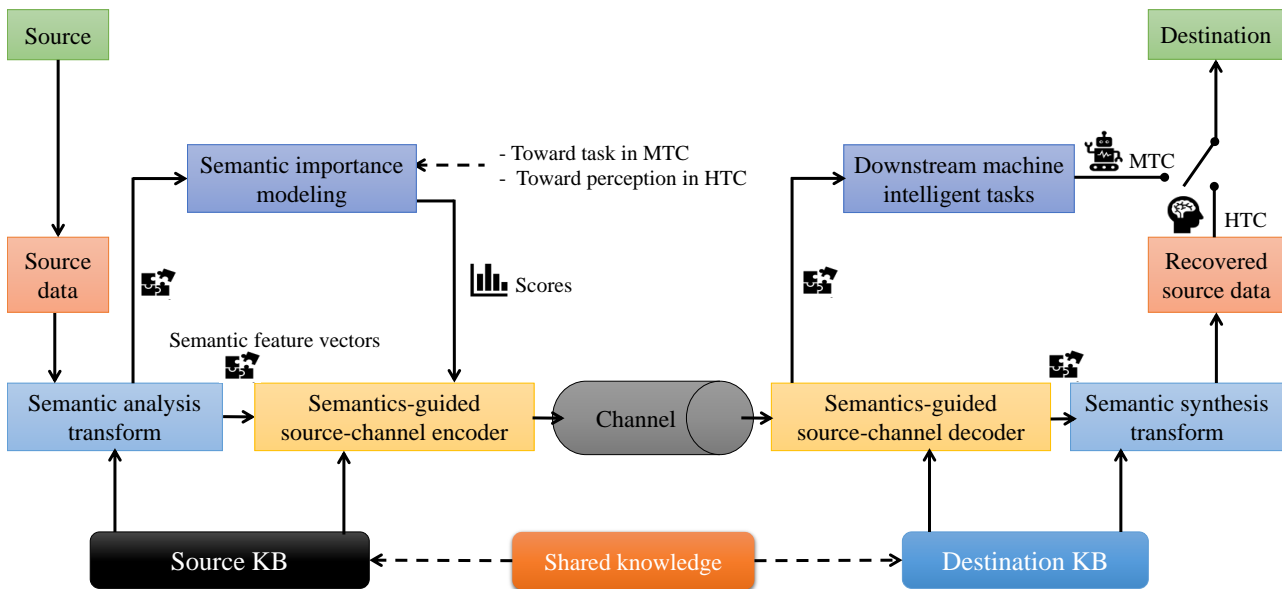 Source
Destination
Semantic importance
modeling
- Toward task in MTC
- Toward perception in HTC
Downstream machine
intelligent tasks
MTC
HTC
Source
data
Scores
Recovered
source data
Semantic feature vectors
Semantic analysis
transform
Semantics-guided
source-channel encoder
Channel
Semantics-guided
source-channel decoder
Semantic synthesis
transform
Source KB
Shared knowledge
Destination KB